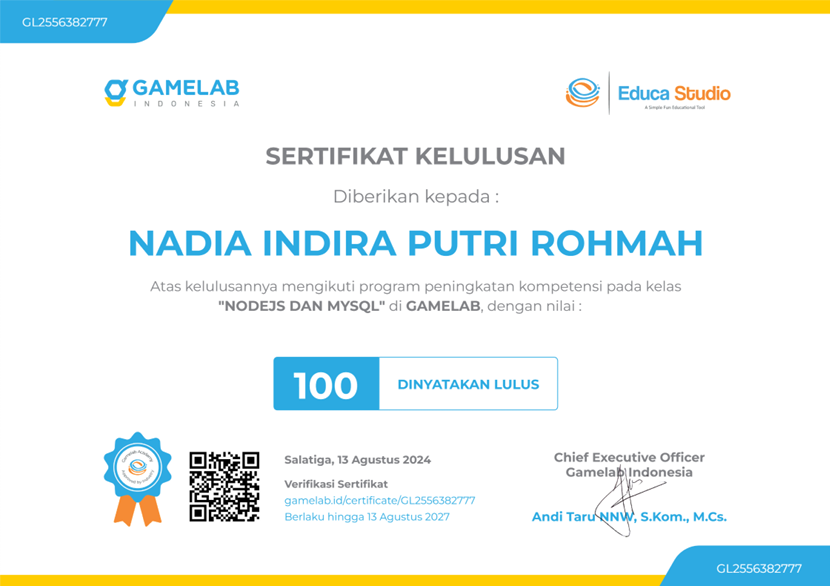 GL2556382777
GAMELAB
INDONESIA
Educa Studio
A Simple Fun Educational Tool
SERTIFIKAT KELULUSAN
Diberikan kepada :
NADIA INDIRA PUTRI ROHMAH
Atas kelulusannya mengikuti program peningkatan kompetensi pada kelas
"NODEJS DAN MYSQL" di GAMELAB, dengan nilai :
100
DINYATAKAN LULUS
Gamelab Academy
Salatiga, 13 Agustus 2024
Verifikasi Sertifikat
gamelab.id/certificate/GL2556382777
Berlaku hingga 13 Agustus 2027
Chief Executive Officer
Gamelab Indonesia
Andi Taru NNW, S.Kom., M.Cs.
GL2556382777